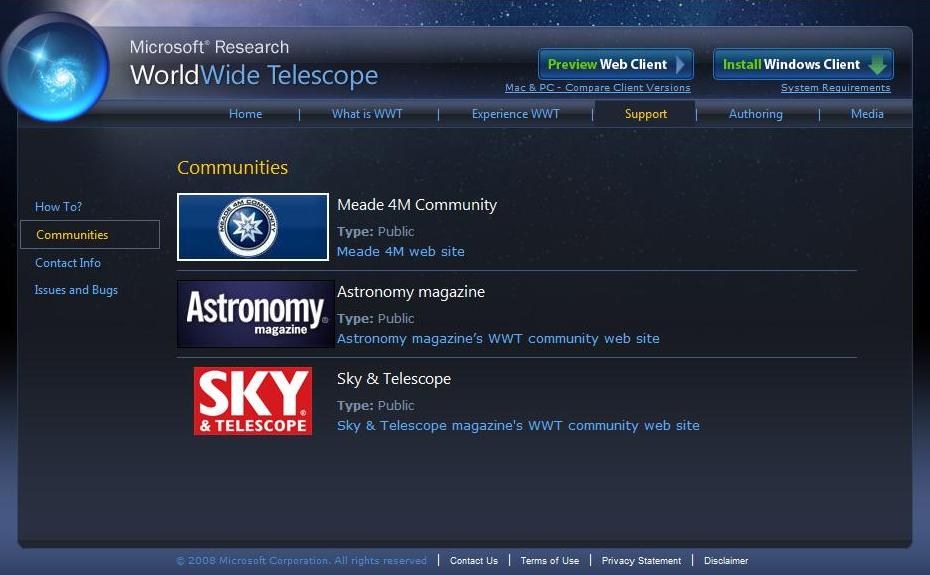 Microsoft® Research
WorldWide Telescope
Preview Web Client
Install Windows Client
Mac & PC - Compare Client Versions
System Requirements
Home | What is WWT | Experience WWT | Support | Authoring | Media
Communities
How To?
Communities
Contact Info
Issues and Bugs
MEADE 4M COMMUNITY
Meade 4M Community
Type: Public
Meade 4M web site
Astronomy®
magazine
Astronomy magazine
Type: Public
Astronomy magazine’s WWT community web site
SKY®
& TELESCOPE
Sky & Telescope
Type: Public
Sky & Telescope magazine's WWT community web site
© 2008 Microsoft Corporation. All rights reserved | Contact Us | Terms of Use | Privacy Statement | Disclaimer